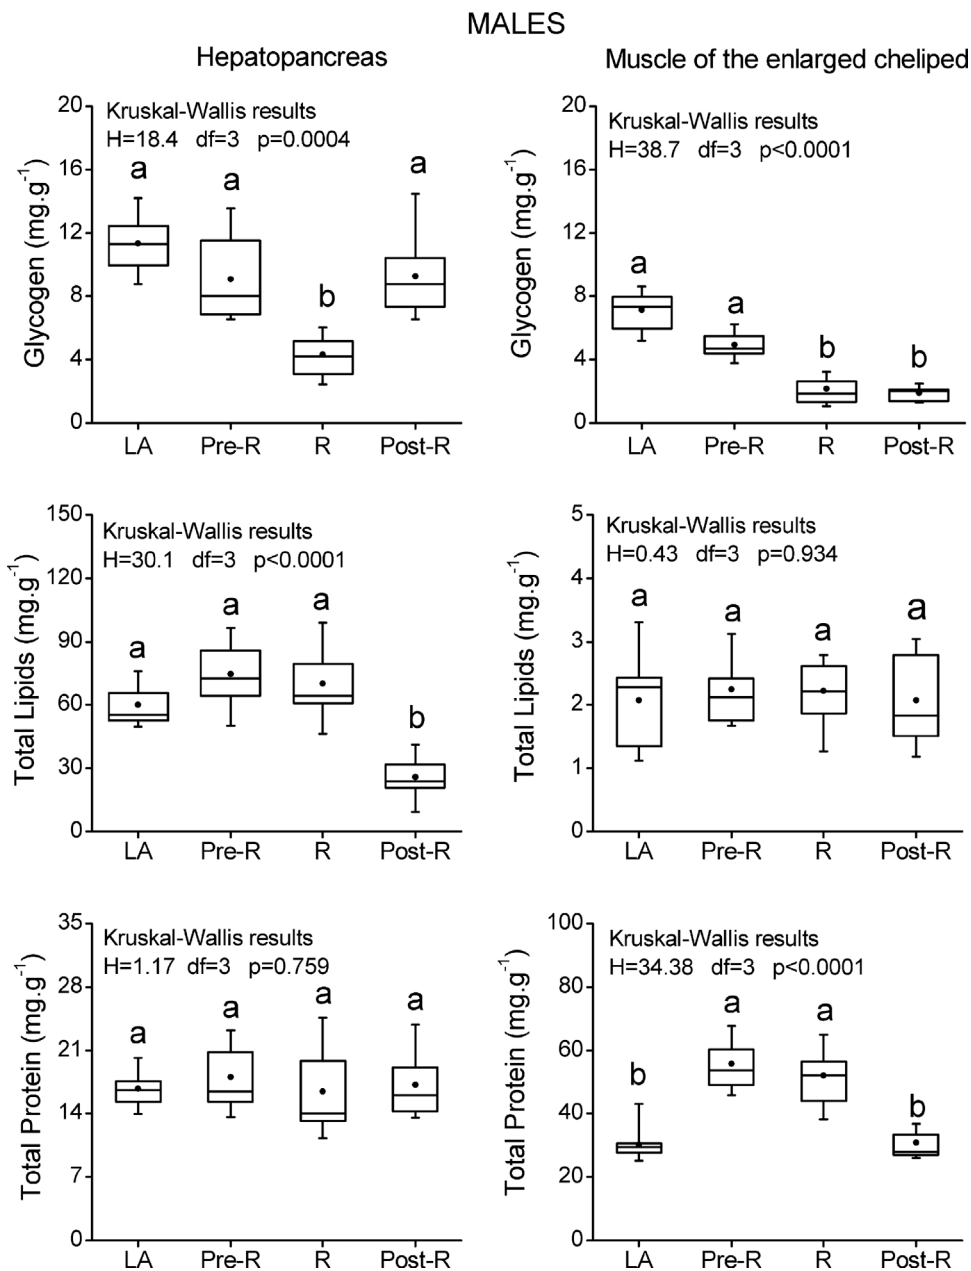 MALES
Hepatopancreas
Muscle of the enlarged cheliped
Glycogen (mg.g-1)
20
16
12
8
4
0
Kruskal-Wallis results
H=18.4 df=3 p=0.0004
a
a
b
a
LA Pre-R R Post-R
Glycogen (mg.g-1)
20
16
12
8
4
0
Kruskal-Wallis results
H=38.7 df=3 p<0.0001
a
a
b
b
LA Pre-R R Post-R
Total Lipids (mg.g-1)
150
120
90
60
30
0
Kruskal-Wallis results
H=30.1 df=3 p<0.0001
a
a
a
b
LA Pre-R R Post-R
Total Lipids (mg.g-1)
5
4
3
2
1
0
Kruskal-Wallis results
H=0.43 df=3 p=0.934
a
a
a
a
LA Pre-R R Post-R
Total Protein (mg.g-1)
35
28
21
14
7
0
Kruskal-Wallis results
H=1.17 df=3 p=0.759
a
a
a
a
LA Pre-R R Post-R
Total Protein (mg.g-1)
100
80
60
40
20
0
Kruskal-Wallis results
H=34.38 df=3 p<0.0001
b
a
a
b
LA Pre-R R Post-R